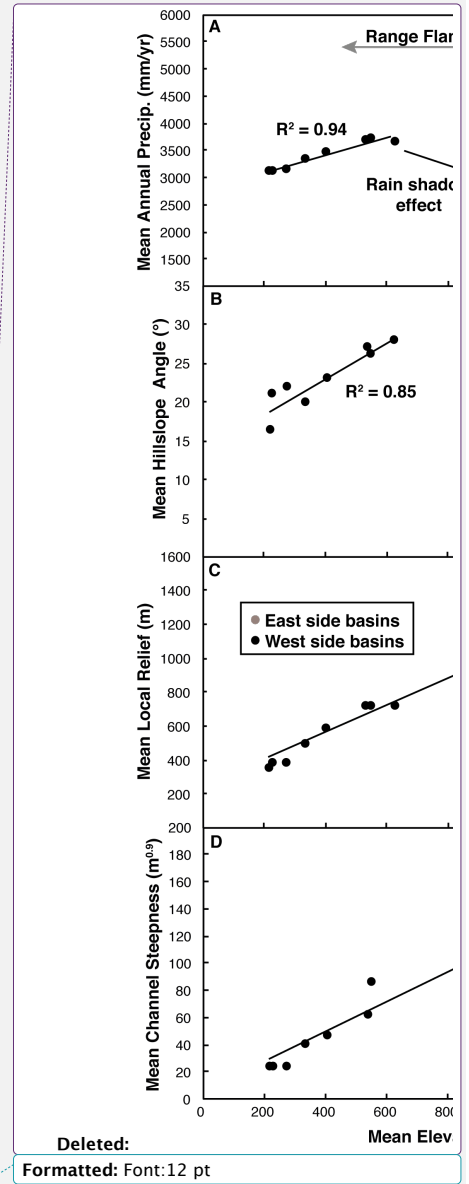 Mean Annual Precip. (mm/yr)
6000
5500
5000
4500
4000
3500
3000
2500
2000
1500
A
Range Flan
R² = 0.94
Rain shado
effect
Mean Hillslope Angle (°)
35
30
25
20
15
10
5
B
R² = 0.85
Mean Local Relief (m)
1600
1400
1200
1000
800
600
400
200
C
East side basins
West side basins
Mean Channel Steepness (m^0.9)
200
180
160
140
120
100
80
60
40
20
0
D
0 200 400 600 800
Mean Elev
Deleted:
Formatted: Font:12 pt